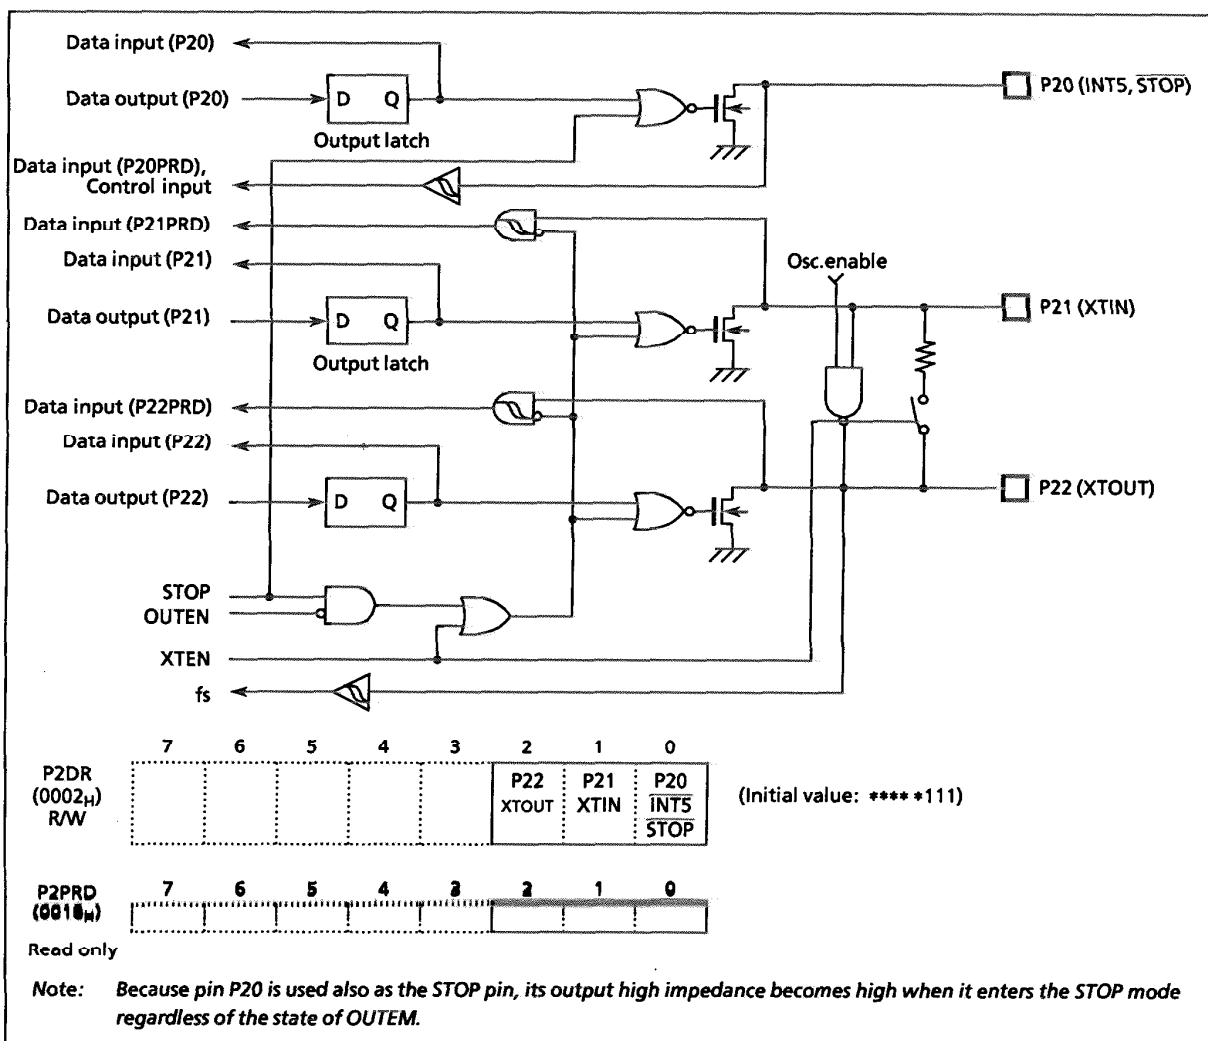 Data input (P20)
Data output (P20)
D Q
Output latch
P20 (INT5, STOP)
Data input (P20PRD),
Control input
Data input (P21PRD)
Data input (P21)
Osc.enable
Data output (P21)
D Q
Output latch
P21 (XTIN)
Data input (P22PRD)
Data input (P22)
Data output (P22)
D Q
P22 (XTOUT)
STOP
OUTEN
XTEN
fs
7 6 5 4 3 2 1 0
P2DR
(0002H)
R/W
P22 P21 P20
XTOUT XTIN INT5
STOP
(Initial value: *****111)
P2PRD
7 6 5 4 3 2 1 0
Read only
Note: Because pin P20 is used also as the STOP pin, its output high impedance becomes high when it enters the STOP mode
regardless of the state of OUTEM.